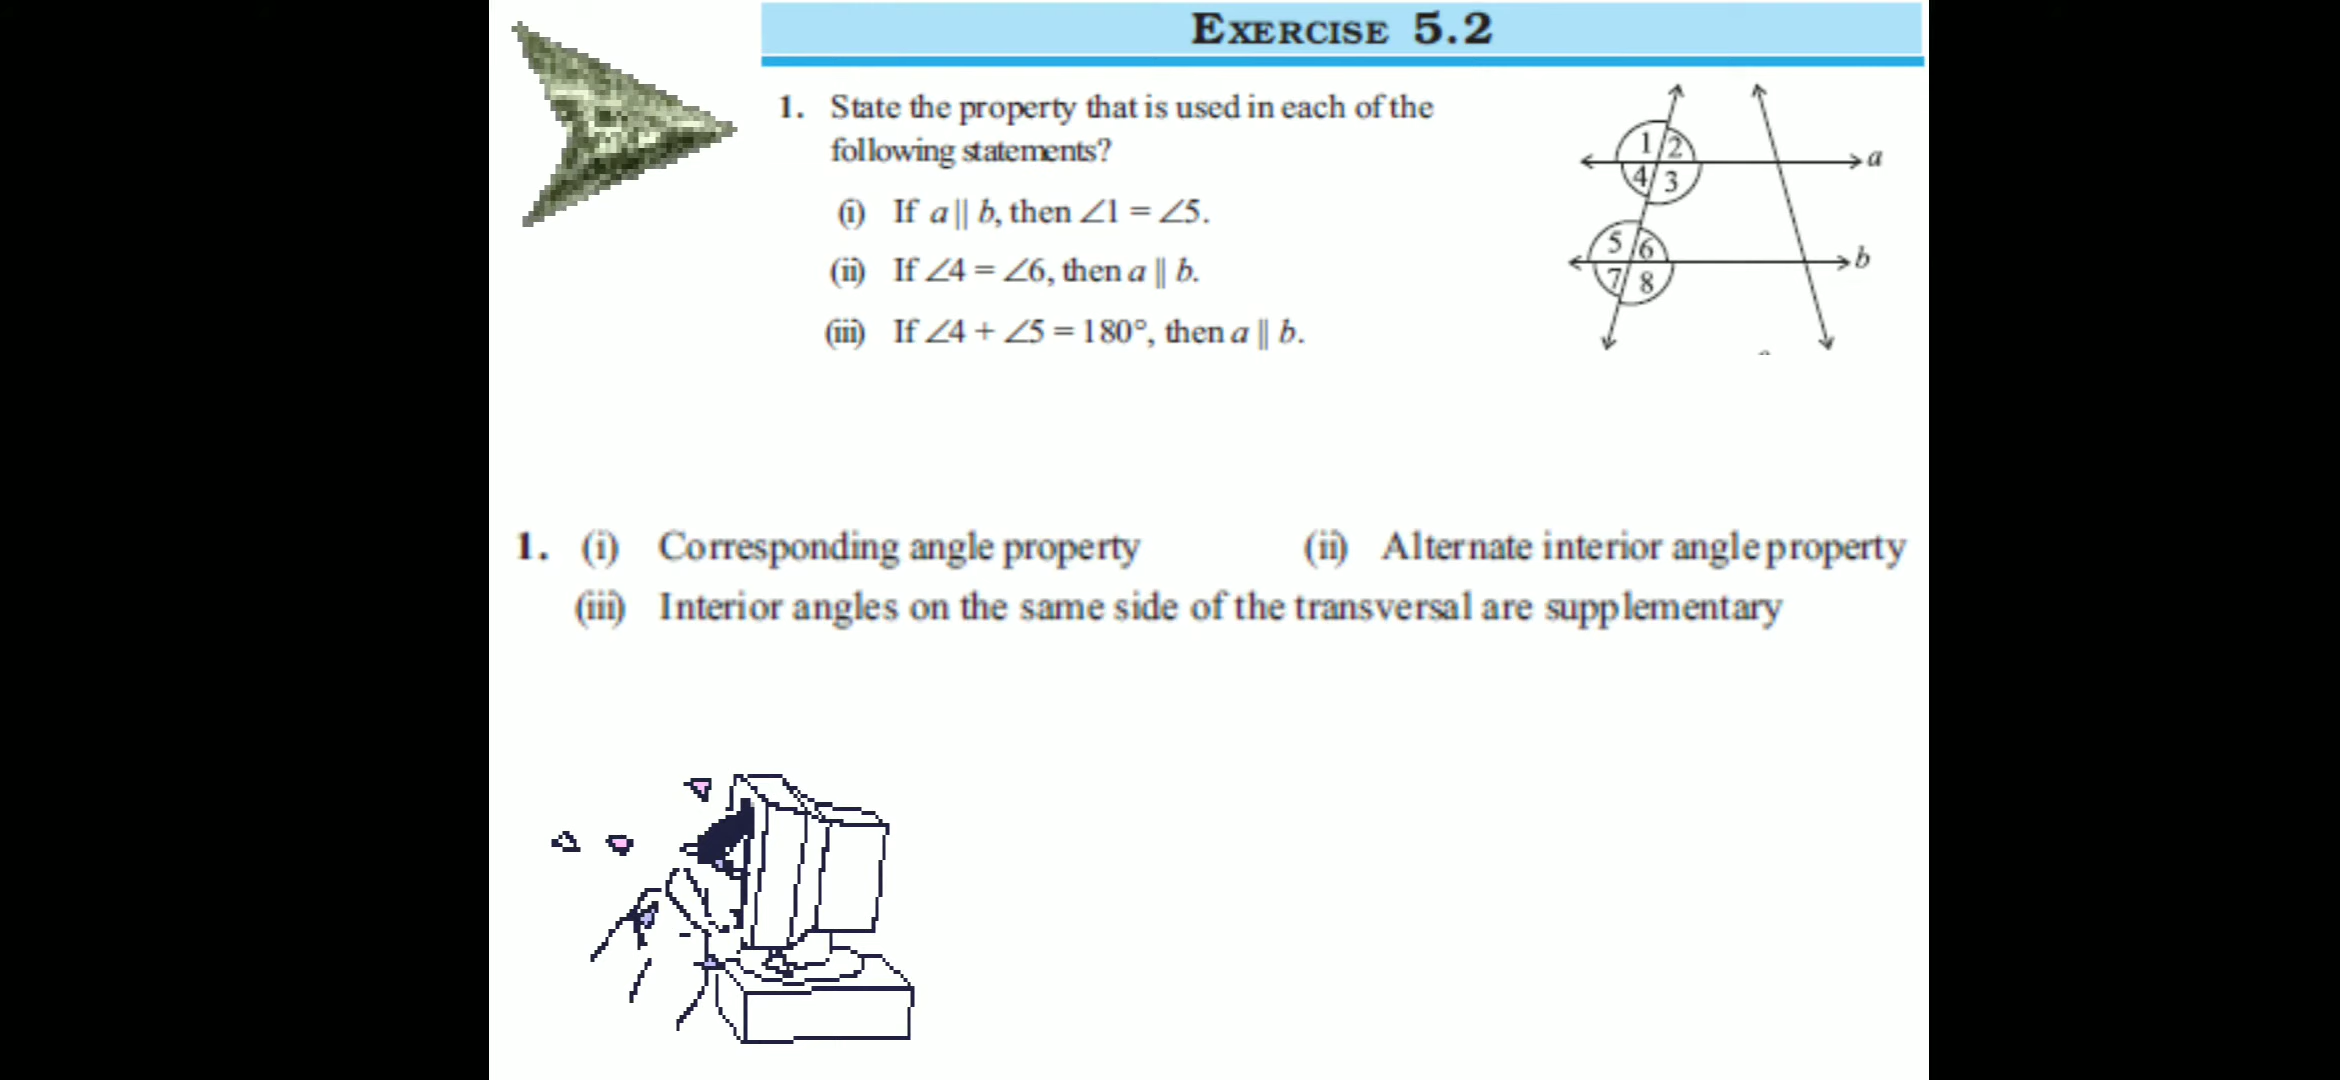 EXERCISE 5.2
1. State the property that is used in each of the
following statements?
(i) If a || b, then ∠1 = ∠5.
(ii) If ∠4 = ∠6, then a || b.
(iii) If ∠4 + ∠5 = 180°, then a || b.
1 2
4 3
a
5 6
7 8
b
1. (i) Corresponding angle property (ii) Alternate interior angle property
(iii) Interior angles on the same side of the transversal are supplementary